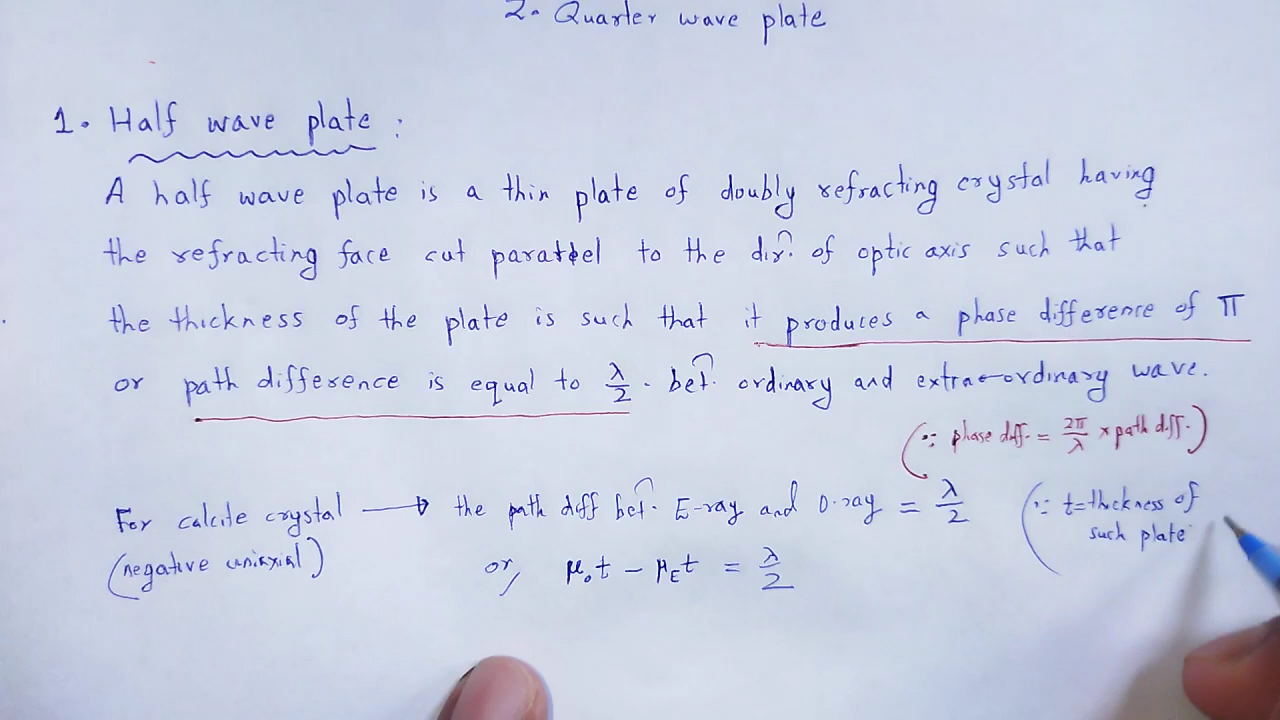 2. Quarter wave plate
1. Half wave plate :
A half wave plate is a thin plate of doubly refracting crystal having
the refracting face cut parallel to the dirⁿ. of optic axis such that
the thickness of the plate is such that it produces a phase difference of π
or path difference is equal to λ/2 . betⁿ. ordinary and extra-ordinary wave.
(∵ phase diff. = 2π/λ × path diff.)
For calcite crystal → the path diff betⁿ. E-ray and O-ray = λ/2
(∵ t=thickness of
such plate
(negative uniaxial)
or, μₒt - μ_Et = λ/2